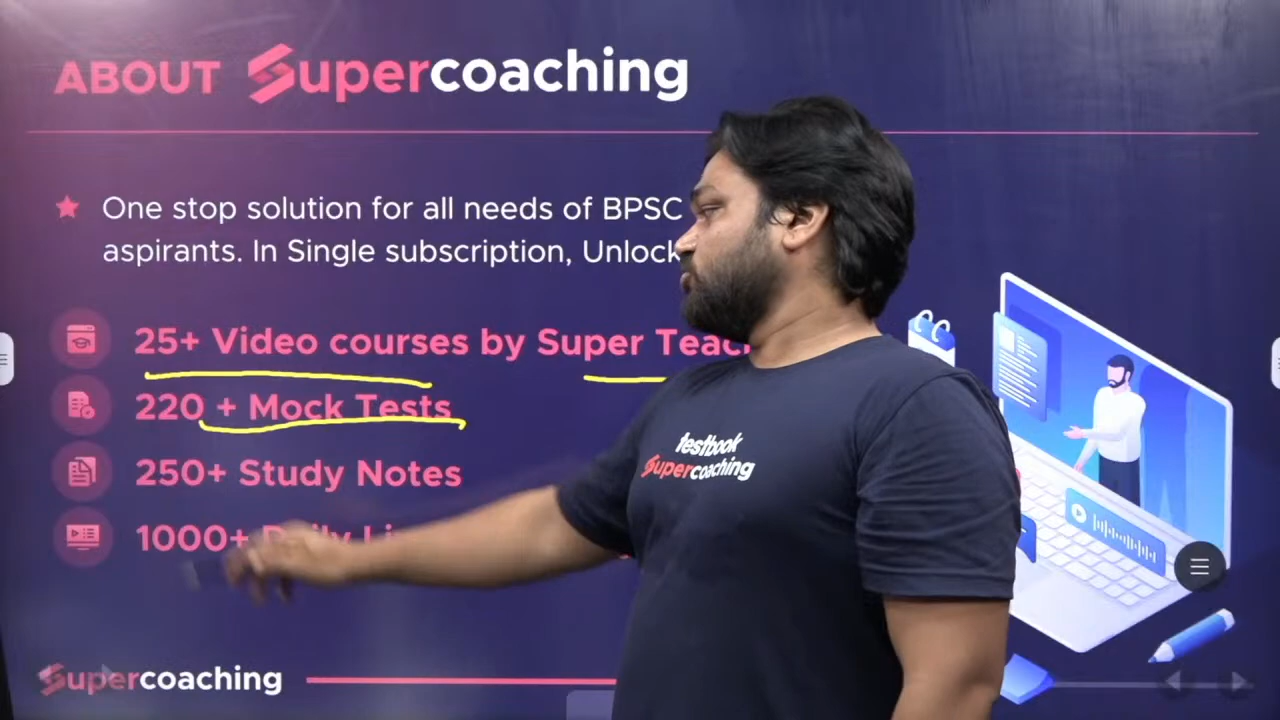 ABOUT Supercoaching
One stop solution for all needs of BPSC
aspirants. In Single subscription, Unlock
25+ Video courses by Super
220 + Mock Tests
250+ Study Notes
1000+ Daily
testbook
Supercoaching
Supercoaching